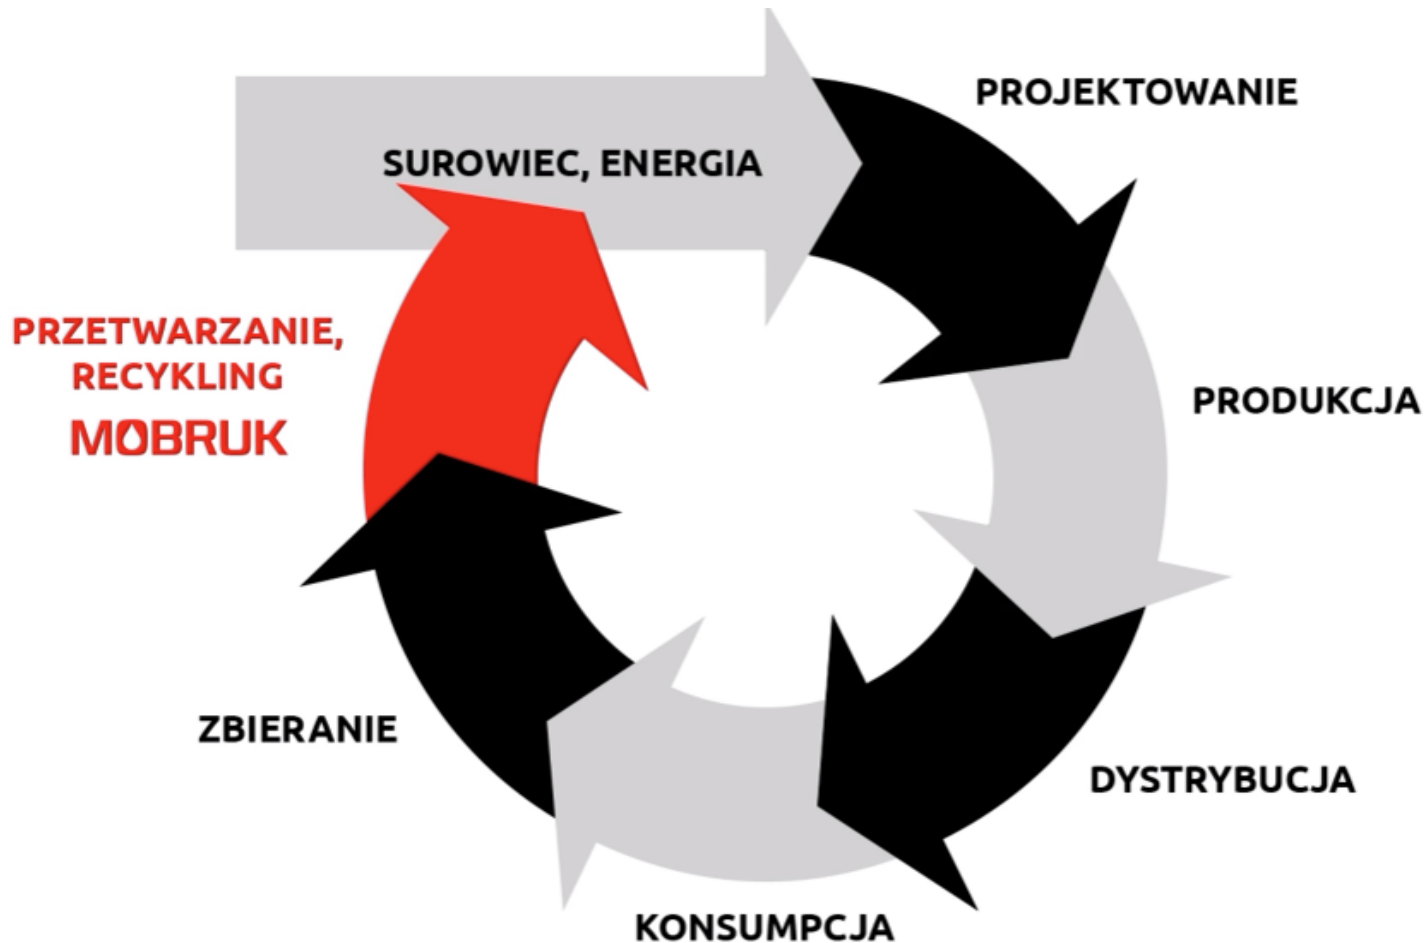 PROJEKTOWANIE
SUROWIEC, ENERGIA
PRZETWARZANIE,
RECYKLING
MOBRUK
PRODUKCJA
ZBIERANIE
DYSTRYBUCJA
KONSUMPCJA